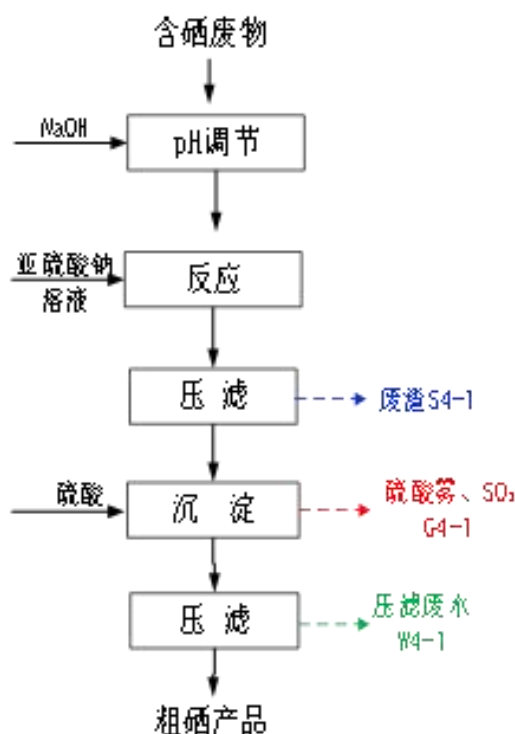 含硒废物
NaOH
pH调节
亚硫酸钠
溶液
反应
压滤
废渣S4-1
硫酸
沉淀
硫酸雾、SO₂
G4-1
压滤
压滤废水
W4-1
粗硒产品